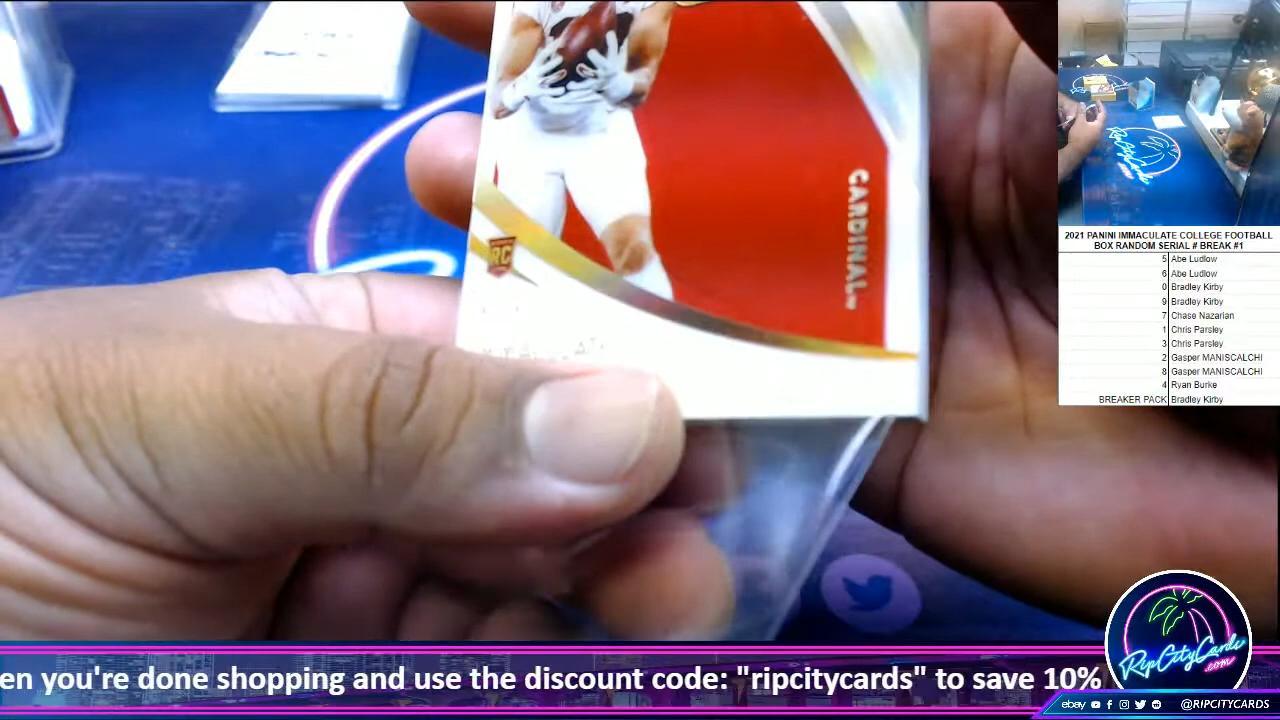 CARDINAL
RC
2021 PANINI IMMACULATE COLLEGE FOOTBALL
BOX RANDOM SERIAL # BREAK #1
5 Abe Ludlow
6 Abe Ludlow
0 Bradley Kirby
9 Bradley Kirby
7 Chase Nazarian
1 Chris Parsley
3 Chris Parsley
2 Gasper MANISCALCHI
8 Gasper MANISCALCHI
4 Ryan Burke
BREAKER PACK Bradley Kirby
RipCityCards
.com
en you're done shopping and use the discount code: "ripcitycards" to save 10%
ebay @RIPCITYCARDS